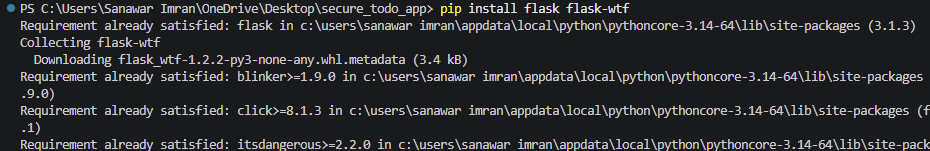 PS C:\Users\Sanawar Imran\OneDrive\Desktop\secure_todo_app> pip install flask flask-wtf
Requirement already satisfied: flask in c:\users\sanawar imran\appdata\local\python\pythoncore-3.14-64\lib\site-packages (3.1.3)
Collecting flask-wtf
Downloading flask_wtf-1.2.2-py3-none-any.whl.metadata (3.4 kB)
Requirement already satisfied: blinker>=1.9.0 in c:\users\sanawar imran\appdata\local\python\pythoncore-3.14-64\lib\site-packages
.9.0)
Requirement already satisfied: click>=8.1.3 in c:\users\sanawar imran\appdata\local\python\pythoncore-3.14-64\lib\site-packages (f
.1)
Requirement already satisfied: itsdangerous>=2.2.0 in c:\users\sanawar imran\appdata\local\python\pythoncore-3.14-64\lib\site-pack